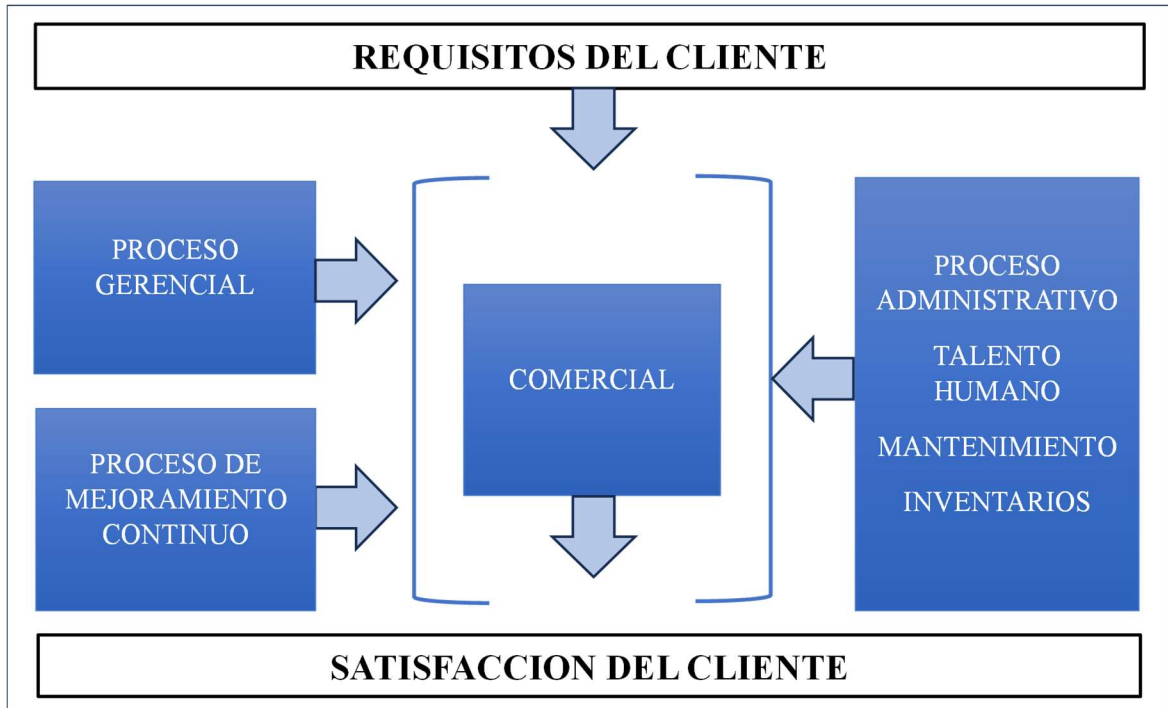 REQUISITOS DEL CLIENTE
PROCESO
GERENCIAL
PROCESO DE
MEJORAMIENTO
CONTINUO
COMERCIAL
PROCESO
ADMINISTRATIVO
TALENTO
HUMANO
MANTENIMIENTO
INVENTARIOS
SATISFACCION DEL CLIENTE